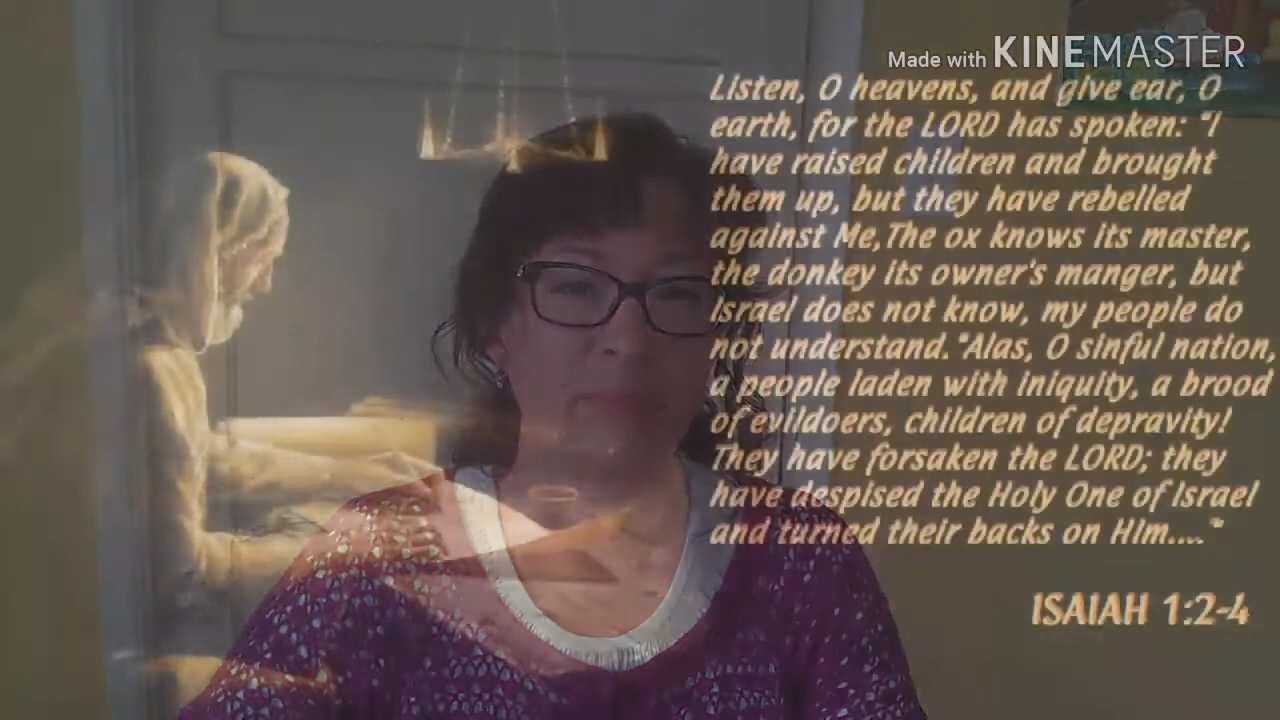 Made with KINEMASTER
Listen, O heavens, and give ear, O
earth, for the LORD has spoken: "I
have raised children and brought
them up, but they have rebelled
against Me,The ox knows its master,
the donkey its owner's manger, but
Israel does not know, my people do
not understand."Alas, O sinful nation,
a people laden with iniquity, a brood
of evildoers, children of depravity!
They have forsaken the LORD; they
have despised the Holy One of Israel
and turned their backs on Him...."
ISAIAH 1:2-4